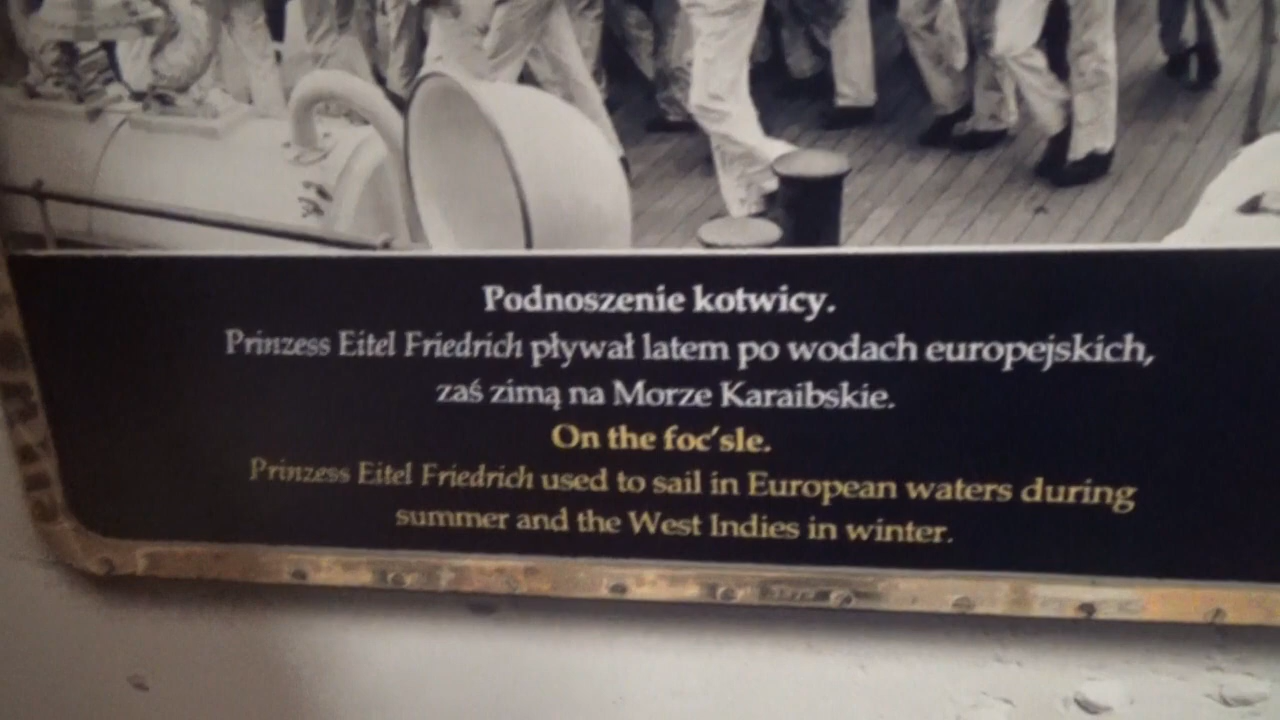 Podnoszenie kotwicy.
Prinzess Eitel Friedrich pływał latem po wodach europejskich,
zaś zimą na Morze Karaibskie.
On the foc'sle.
Prinzess Eitel Friedrich used to sail in European waters during
summer and the West Indies in winter.